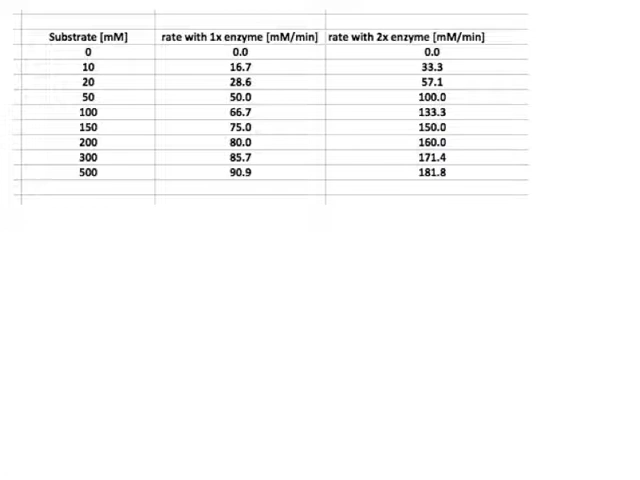 Substrate [mM] rate with 1x enzyme [mM/min] rate with 2x enzyme [mM/min]
0 0.0 0.0
10 16.7 33.3
20 28.6 57.1
50 50.0 100.0
100 66.7 133.3
150 75.0 150.0
200 80.0 160.0
300 85.7 171.4
500 90.9 181.8